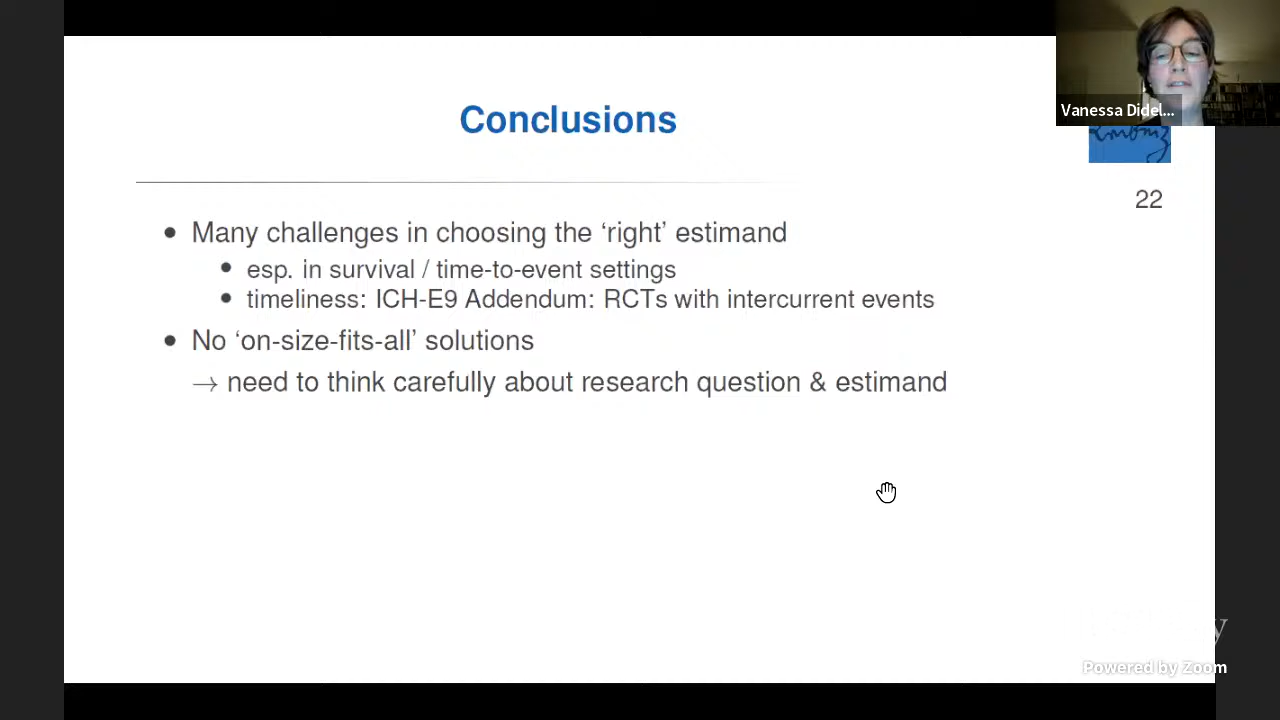 Conclusions
Vanessa Didel...
22
• Many challenges in choosing the ‘right’ estimand
• esp. in survival / time-to-event settings
• timeliness: ICH-E9 Addendum: RCTs with intercurrent events
• No ‘on-size-fits-all’ solutions
→ need to think carefully about research question & estimand
Powered by Zoom